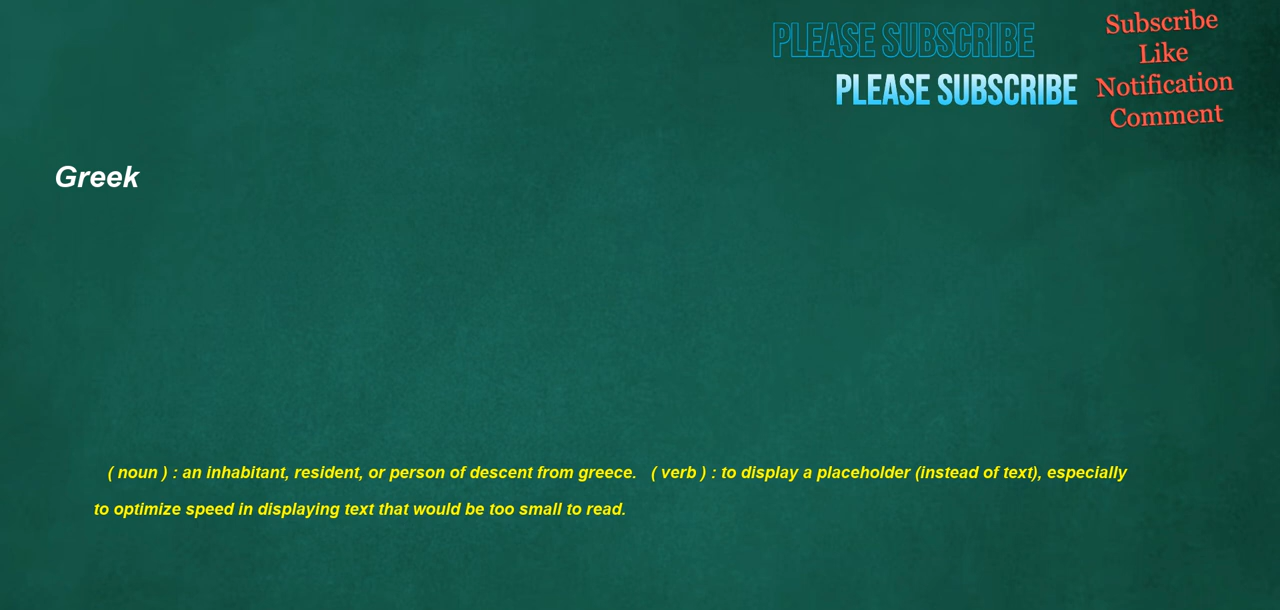 PLEASE SUBSCRIBE
PLEASE SUBSCRIBE
Subscribe
Like
Notification
Comment
Greek
( noun ) : an inhabitant, resident, or person of descent from greece. ( verb ) : to display a placeholder (instead of text), especially
to optimize speed in displaying text that would be too small to read.